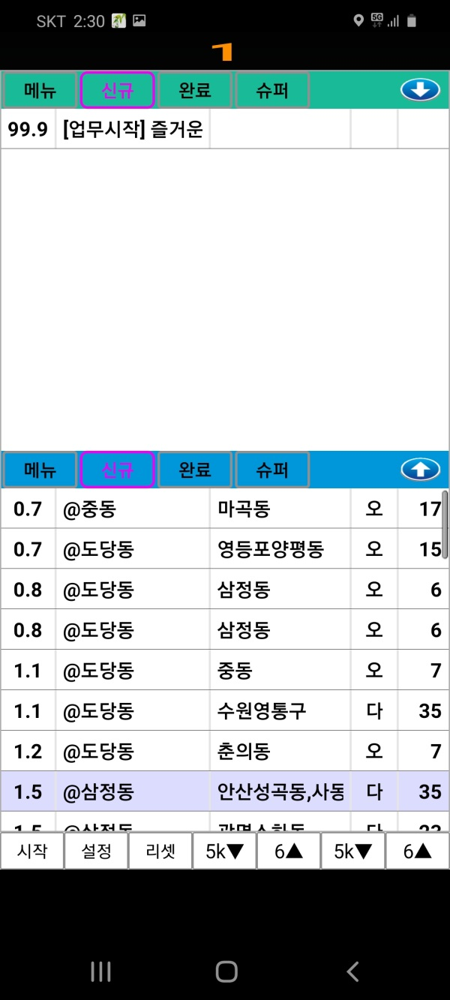 SKT 2:30 5G
메뉴 신규 완료 슈퍼
99.9 [업무시작] 즐거운
메뉴 신규 완료 슈퍼
0.7 @중동 마곡동 오 17
0.7 @도당동 영등포양평동 오 15
0.8 @도당동 삼정동 오 6
0.8 @도당동 삼정동 오 6
1.1 @도당동 중동 오 7
1.1 @도당동 수원영통구 다 35
1.2 @도당동 춘의동 오 7
1.5 @삼정동 안산성곡동,사동 다 35
1.5 @삼정동 광명소하동 다 23
시작 설정 리셋 5k▼ 6▲ 5k▼ 6▲